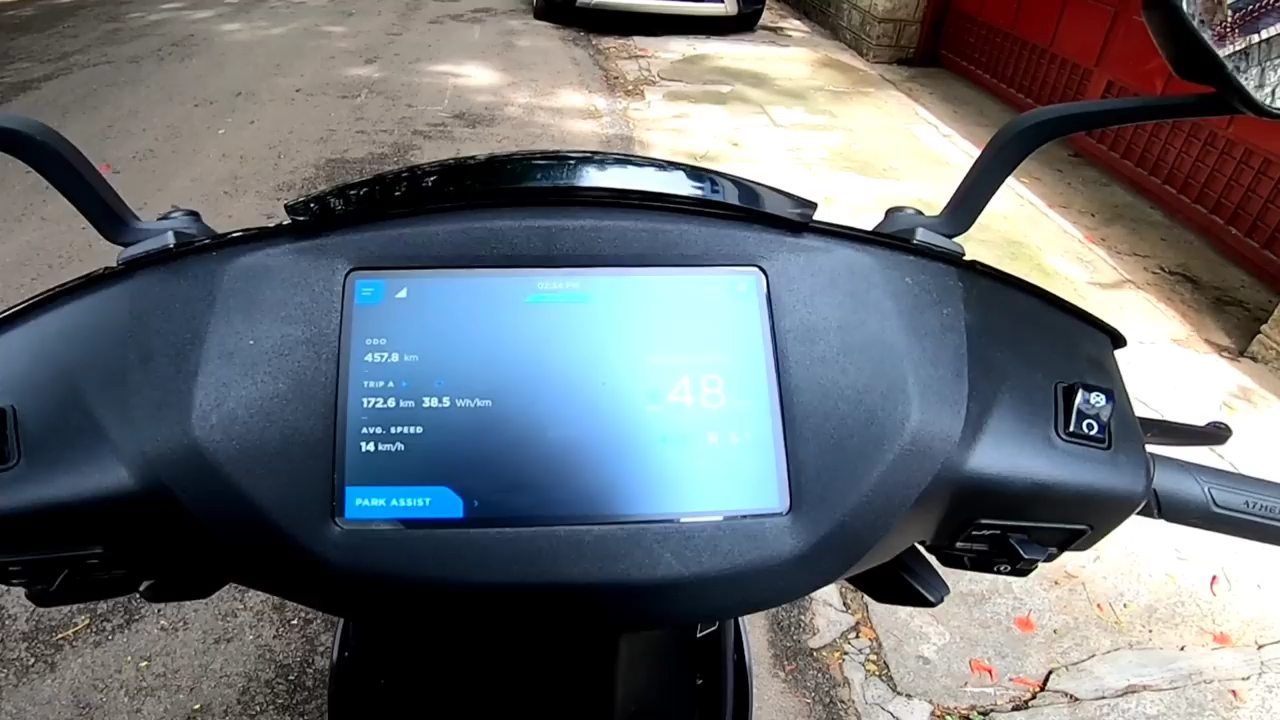 02:34 PM
ODO
457.8 km
TRIP A
172.6 km 38.5 Wh/km
48
AVG. SPEED
14 km/h
PARK ASSIST